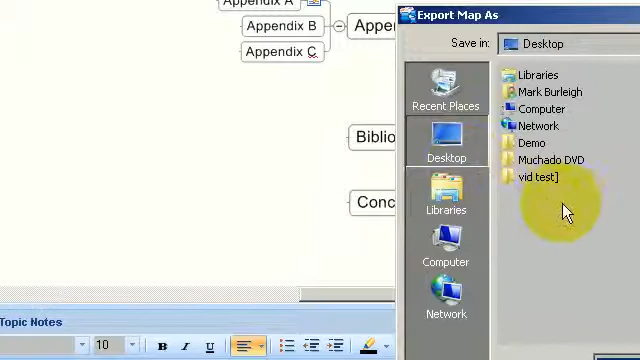 Appendix A
Appendix B
Appendix C
Appen
Biblio
Conc
Topic Notes
10
B I U
Export Map As
Save in:
Desktop
Recent Places
Desktop
Libraries
Computer
Network
Libraries
Mark Burleigh
Computer
Network
Demo
Muchado DVD
vid test]